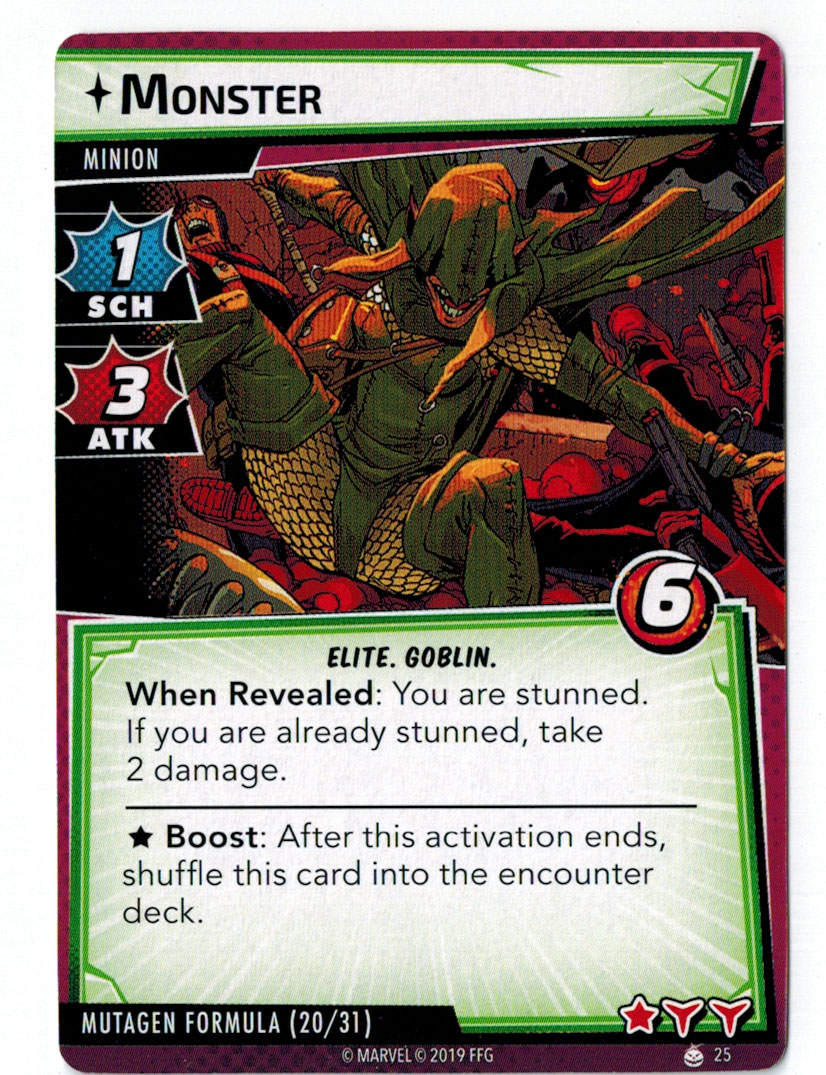 MONSTER
MINION
1
SCH
3
ATK
6
ELITE. GOBLIN.
When Revealed: You are stunned.
If you are already stunned, take
2 damage.
★ Boost: After this activation ends,
shuffle this card into the encounter
deck.
MUTAGEN FORMULA (20/31)
© MARVEL © 2019 FFG
25